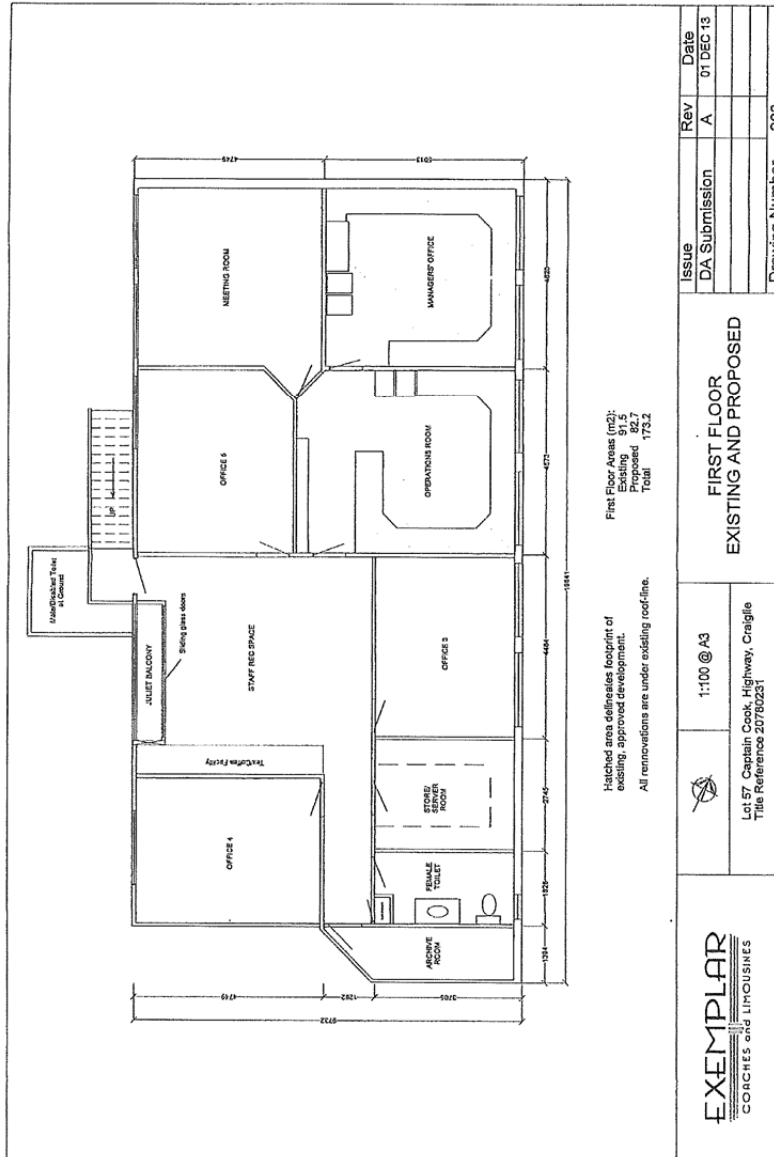 Male/Disabled Toilet
at Ground
UP
JULIET BALCONY
Sliding glass doors
OFFICE 4
Tea/Coffee Facility
STAFF REC SPACE
OFFICE 5
MEETING ROOM
ARCHIVE
ROOM
FEMALE
TOILET
STORE/
SERVER
ROOM
OFFICE 3
OPERATIONS ROOM
MANAGERS' OFFICE
4749
1282
3705
9732
4749
5013
1394
1826
2745
4484
4573
4620
19641
Hatched area delineates footprint of
existing, approved development.
All rennovations are under existing roof-line.
First Floor Areas (m2):
Existing 91.5
Proposed 82.7
Total 173.2
EXEMPLAR
COACHES and LIMOUSINES
1:100 @ A3
Lot 57 Captain Cook, Highway, Craiglie
Title Reference 20780231
FIRST FLOOR
EXISTING AND PROPOSED
Issue Rev Date
DA Submission A 01 DEC 13
Drawing Number